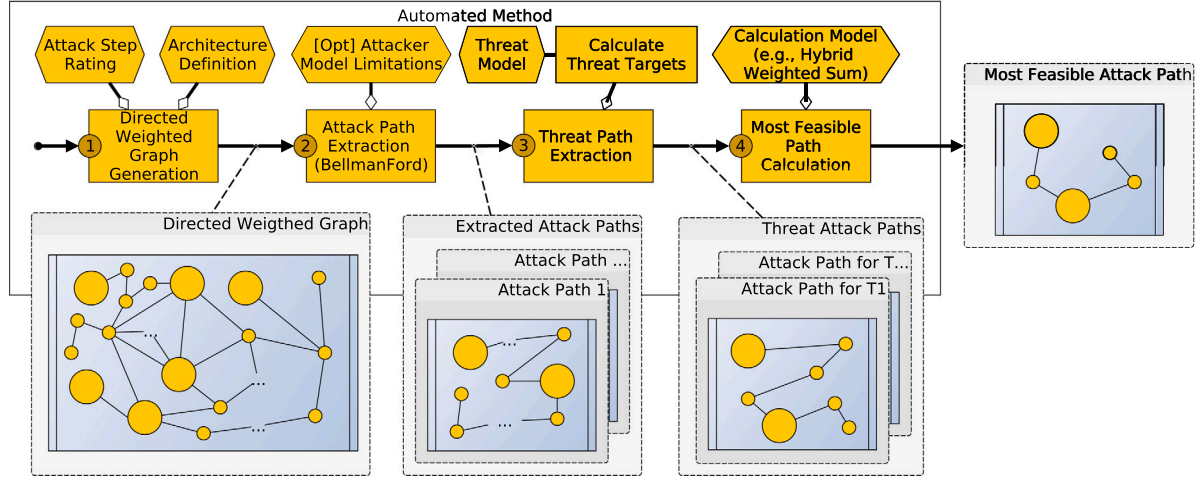 Automated Method
Attack Step
Rating
Architecture
Definition
[Opt] Attacker
Model Limitations
Threat
Model
Calculate
Threat Targets
Calculation Model
(e.g., Hybrid
Weighted Sum)
1
Directed
Weighted
Graph
Generation
2
Attack Path
Extraction
(BellmanFord)
3
Threat Path
Extraction
4
Most Feasible
Path
Calculation
Most Feasible Attack Path
Directed Weigthed Graph
...
...
...
Extracted Attack Paths
Attack Path ...
Attack Path 1
...
...
Threat Attack Paths
Attack Path for T...
Attack Path for T1